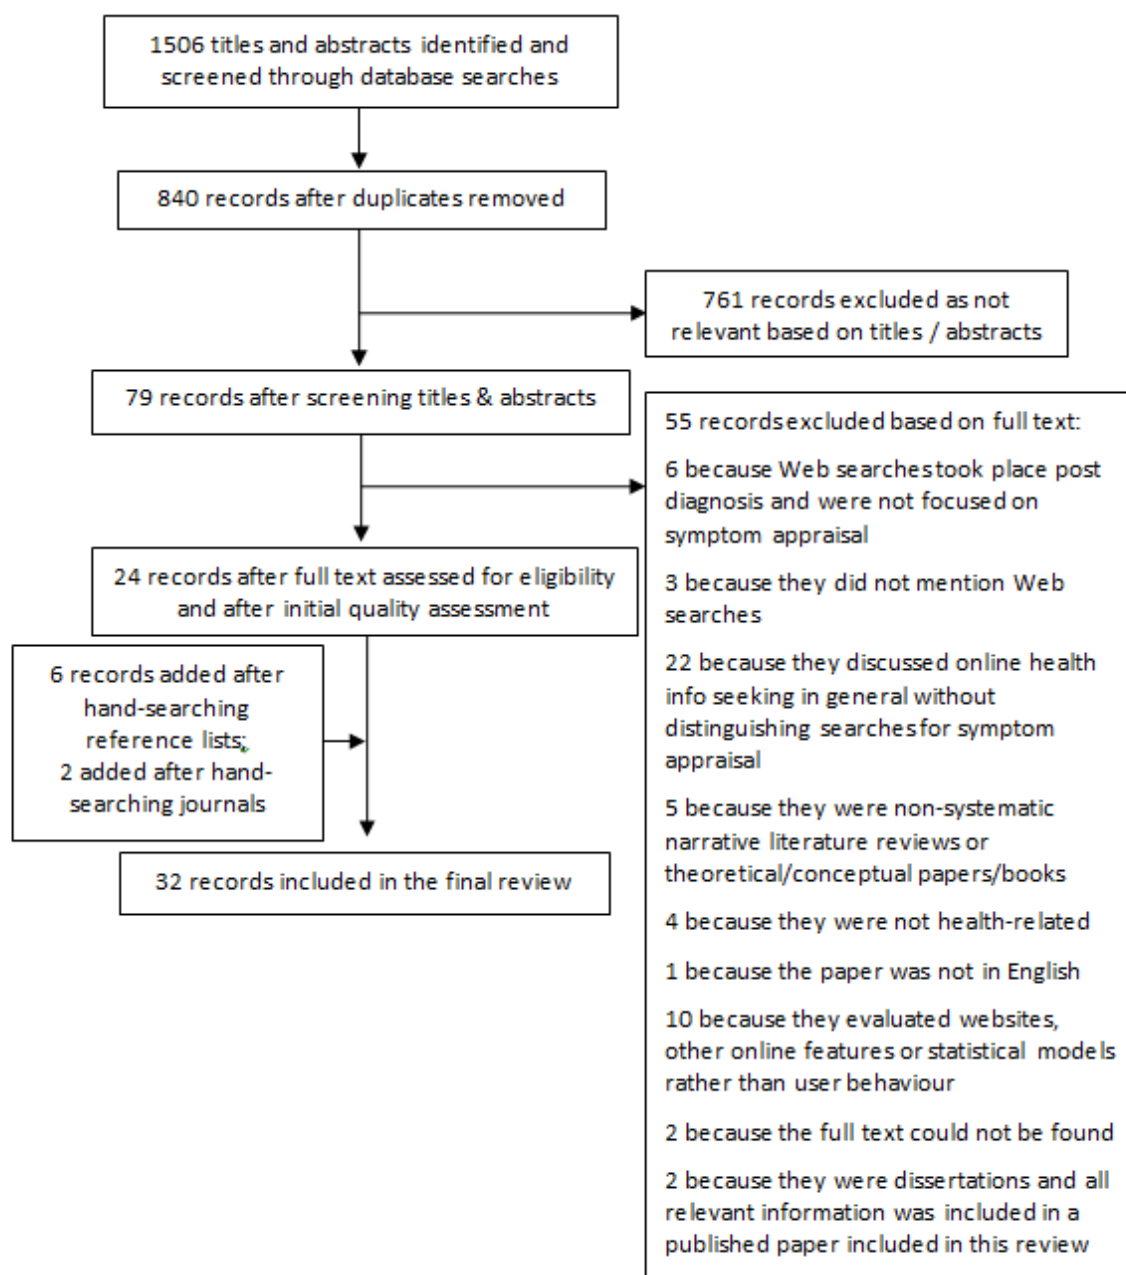 1506 titles and abstracts identified and
screened through database searches
840 records after duplicates removed
761 records excluded as not
relevant based on titles / abstracts
79 records after screening titles & abstracts
55 records excluded based on full text:
6 because Web searches took place post
diagnosis and were not focused on
symptom appraisal
3 because they did not mention Web
searches
22 because they discussed online health
info seeking in general without
distinguishing searches for symptom
appraisal
5 because they were non-systematic
narrative literature reviews or
theoretical/conceptual papers/books
4 because they were not health-related
1 because the paper was not in English
10 because they evaluated websites,
other online features or statistical models
rather than user behaviour
2 because the full text could not be found
2 because they were dissertations and all
relevant information was included in a
published paper included in this review
24 records after full text assessed for eligibility
and after initial quality assessment
6 records added after
hand-searching
reference lists;
2 added after hand-
searching journals
32 records included in the final review